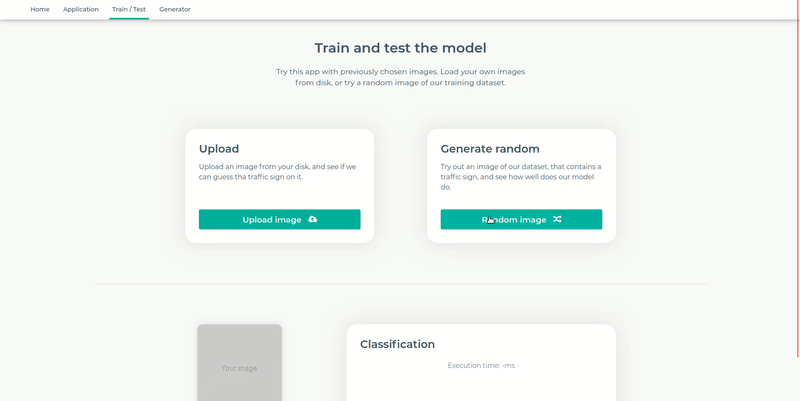 Home Application Train / Test Generator
Train and test the model
Try this app with previously chosen images. Load your own images
from disk, or try a random image of our training dataset.
Upload
Upload an image from your disk, and see if we
can guess tha traffic sign on it.
Upload image
Generate random
Try out an image of our dataset, that contains a
traffic sign, and see how well does our model
do.
Random image
Your image
Classification
Execution time: -ms